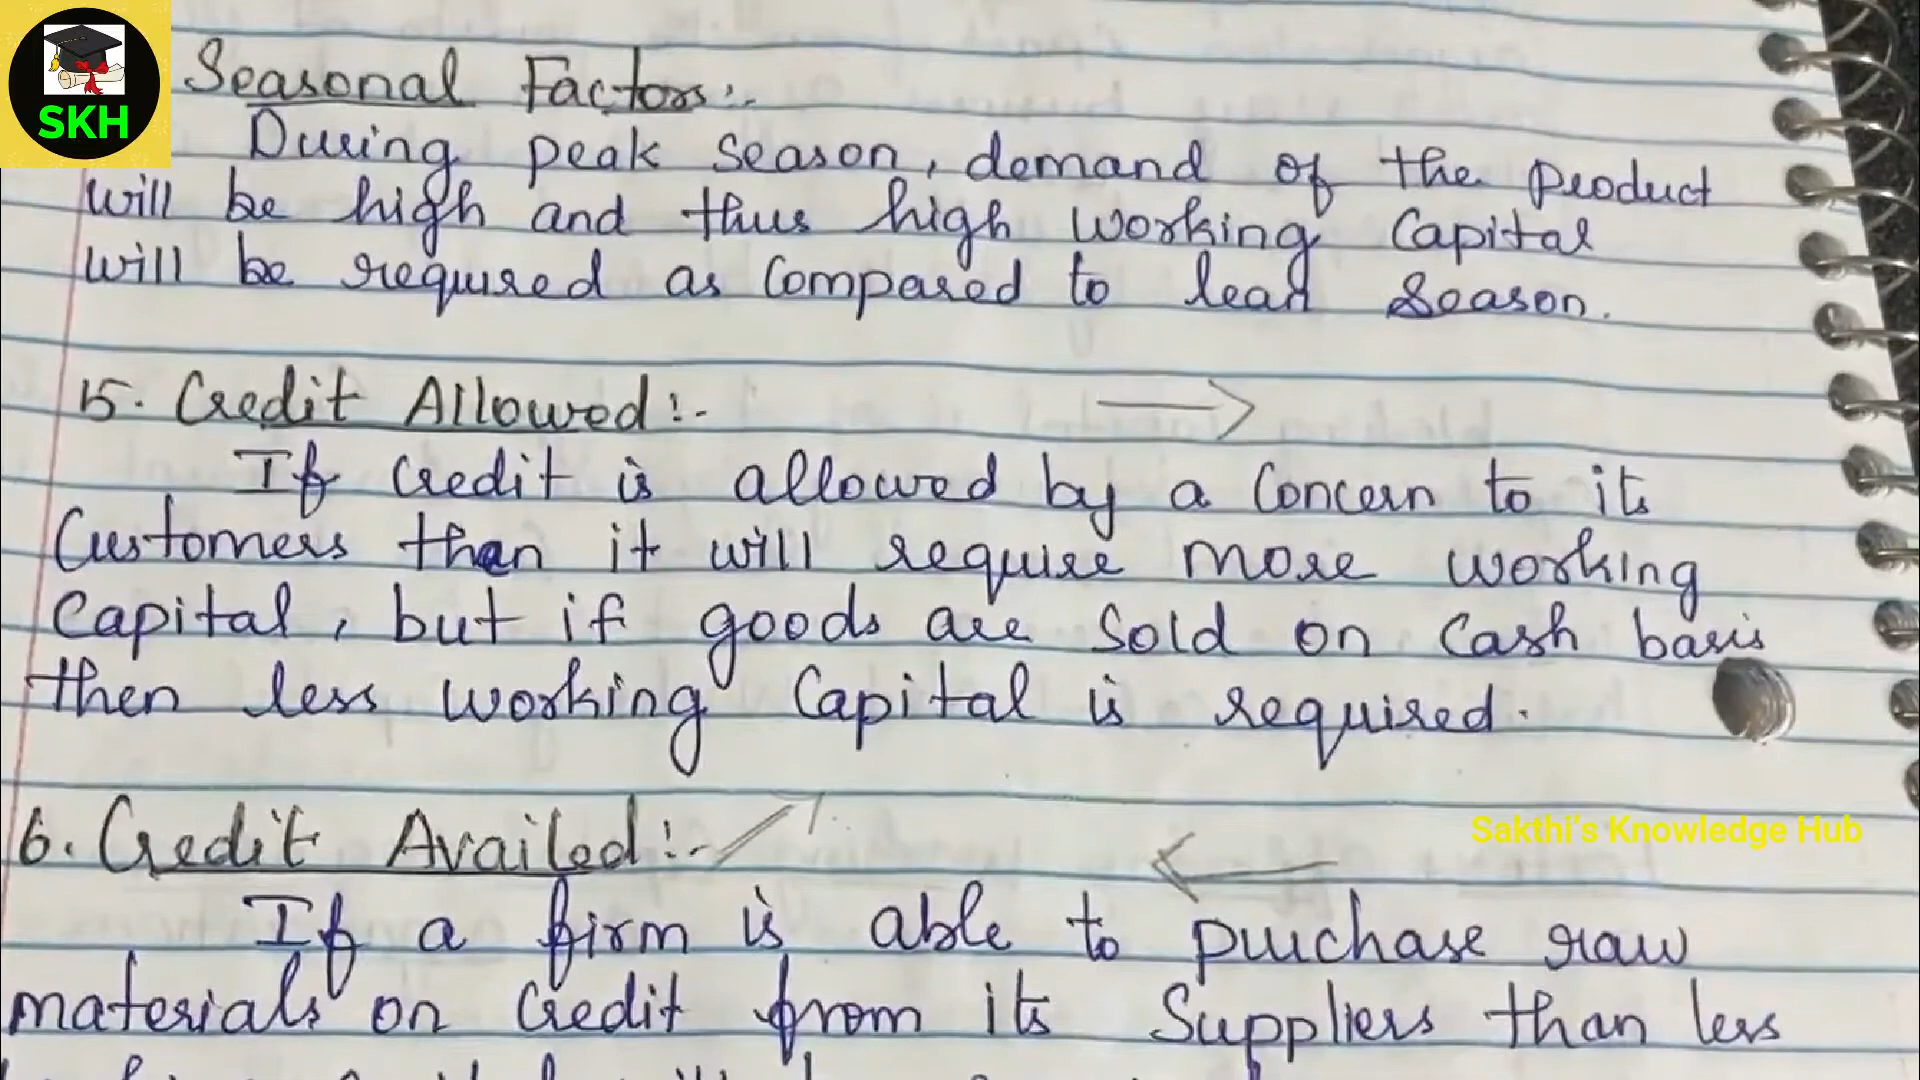 SKH
Seasonal Factors:-
During peak season, demand of the product
will be high and thus high working Capital
will be required as Compared to lean Season.
15. Credit Allowed:-
If Credit is allowed by a Concern to its
Customers then it will require more working
Capital, but if goods are Sold on Cash basis
then less working Capital is required.
6. Credit Availed:-
Sakthi's Knowledge Hub
If a firm is able to purchase raw
materials on Credit from its Suppliers than less